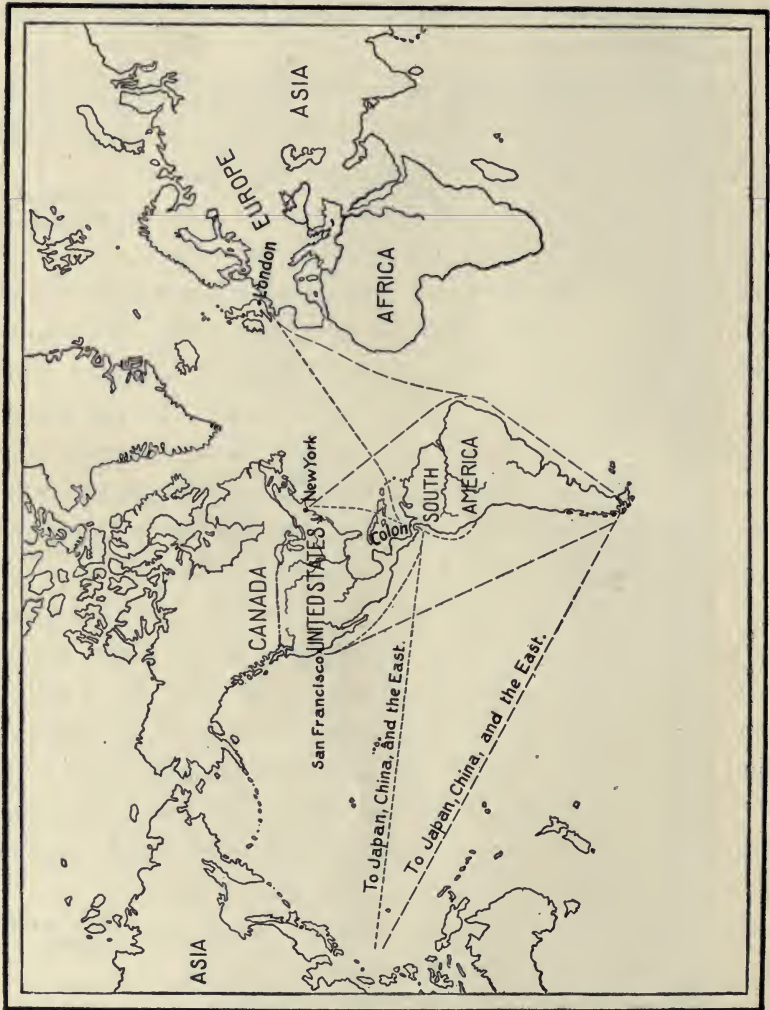 ASIA
CANADA
UNITED STATES
San Francisco
New York
Colon
SOUTH
AMERICA
London
EUROPE
ASIA
AFRICA
To Japan, China, and the East.
To Japan, China, and the East.